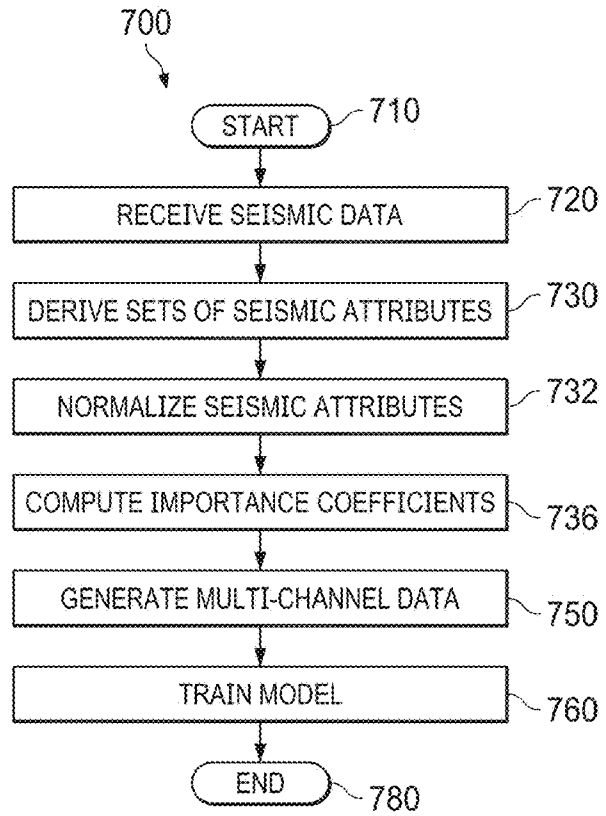 700
START
710
RECEIVE SEISMIC DATA
720
DERIVE SETS OF SEISMIC ATTRIBUTES
730
NORMALIZE SEISMIC ATTRIBUTES
732
COMPUTE IMPORTANCE COEFFICIENTS
736
GENERATE MULTI-CHANNEL DATA
750
TRAIN MODEL
760
END
780